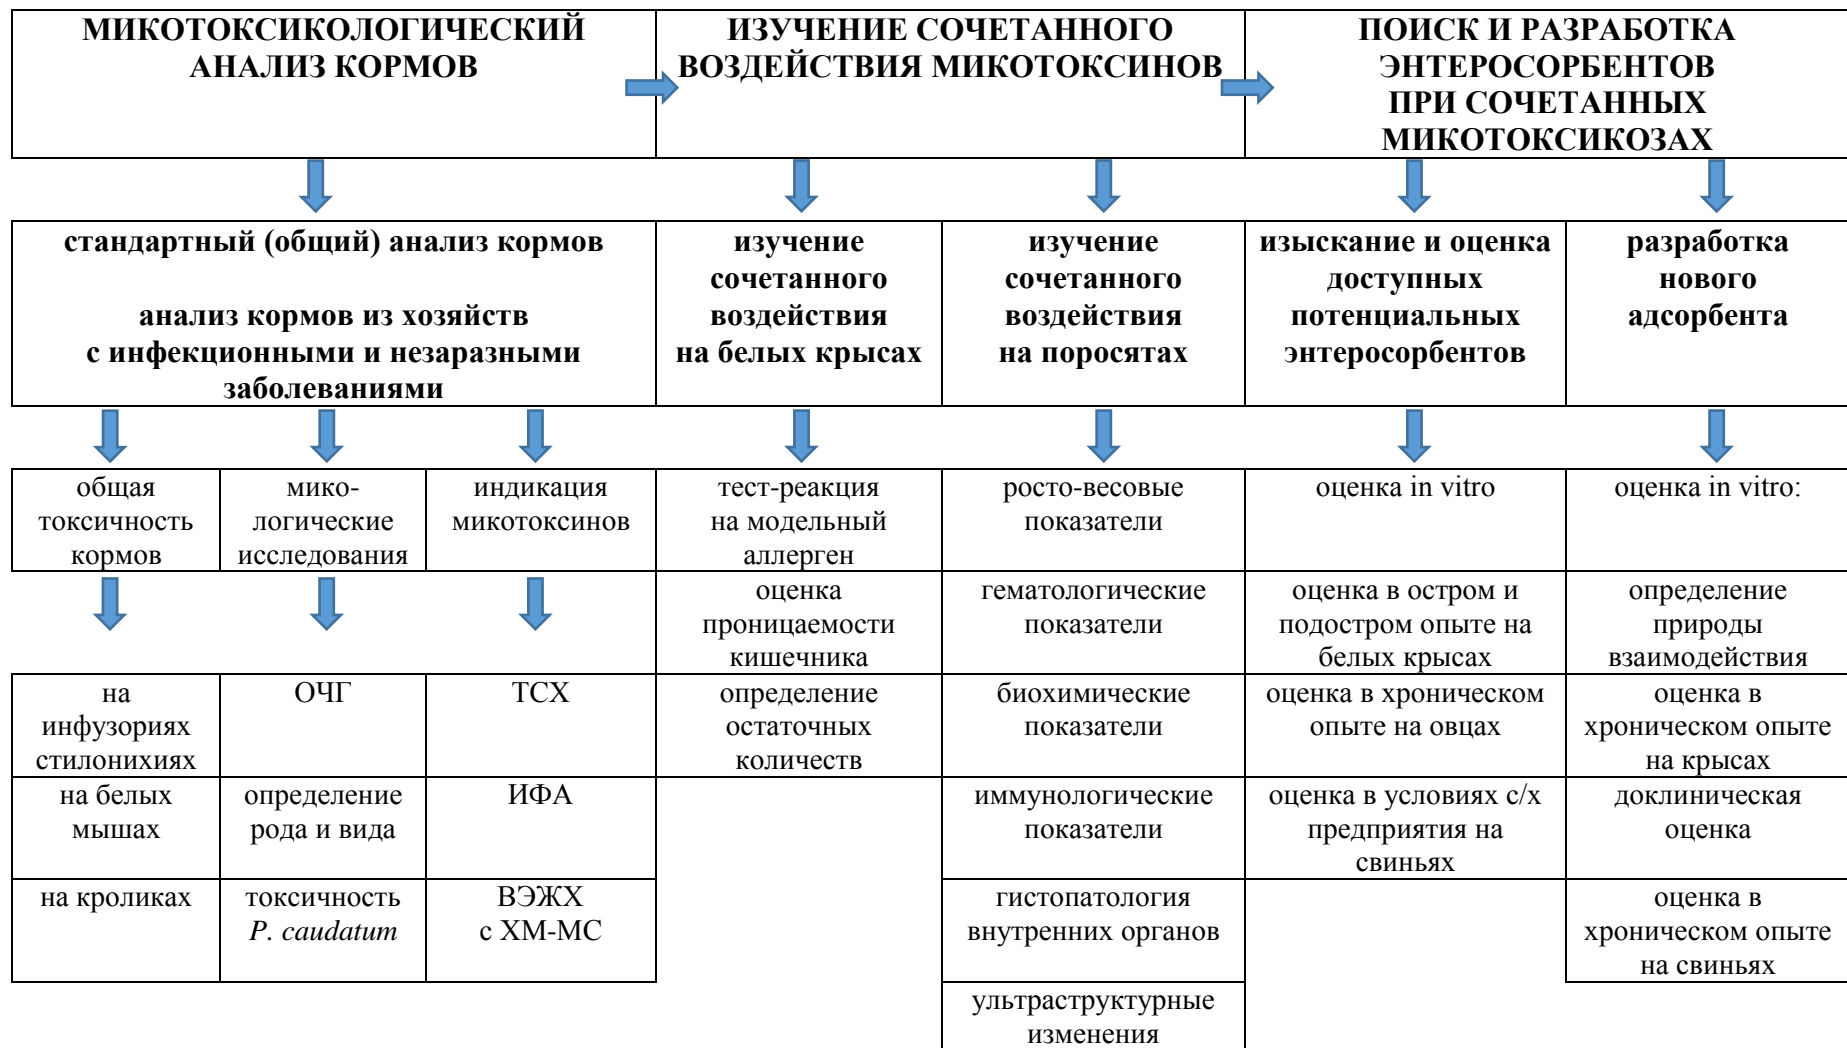 МИКОТОКСИКОЛОГИЧЕСКИЙ
АНАЛИЗ КОРМОВ
ИЗУЧЕНИЕ СОЧЕТАННОГО
ВОЗДЕЙСТВИЯ МИКОТОКСИНОВ
ПОИСК И РАЗРАБОТКА
ЭНТЕРОСОРБЕНТОВ
ПРИ СОЧЕТАННЫХ
МИКОТОКСИКОЗАХ
стандартный (общий) анализ кормов
анализ кормов из хозяйств
с инфекционными и незаразными
заболеваниями
изучение
сочетанного
воздействия
на белых крысах
изучение
сочетанного
воздействия
на поросятах
изыскание и оценка
доступных
потенциальных
энтеросорбентов
разработка
нового
адсорбента
общая
токсичность
кормов
мико-
логические
исследования
индикация
микотоксинов
тест-реакция
на модельный
аллерген
росто-весовые
показатели
оценка in vitro
оценка in vitro:
оценка
проницаемости
кишечника
гематологические
показатели
оценка в остром и
подостром опыте на
белых крысах
определение
природы
взаимодействия
на
инфузориях
стилонихиях
ОЧГ
ТСХ
определение
остаточных
количеств
биохимические
показатели
оценка в хроническом
опыте на овцах
оценка в
хроническом опыте
на крысах
на белых
мышах
определение
рода и вида
ИФА
иммунологические
показатели
оценка в условиях с/х
предприятия на
свиньях
доклиническая
оценка
на кроликах
токсичность
P. caudatum
ВЭЖХ
с ХМ-МС
гистопатология
внутренних органов
оценка в
хроническом опыте
на свиньях
ультраструктурные
изменения